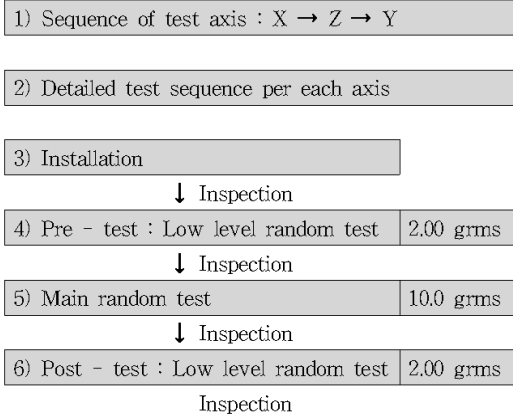 1) Sequence of test axis : X → Z → Y
2) Detailed test sequence per each axis
3) Installation
↓ Inspection
4) Pre - test : Low level random test 2.00 grms
↓ Inspection
5) Main random test 10.0 grms
↓ Inspection
6) Post - test : Low level random test 2.00 grms
Inspection